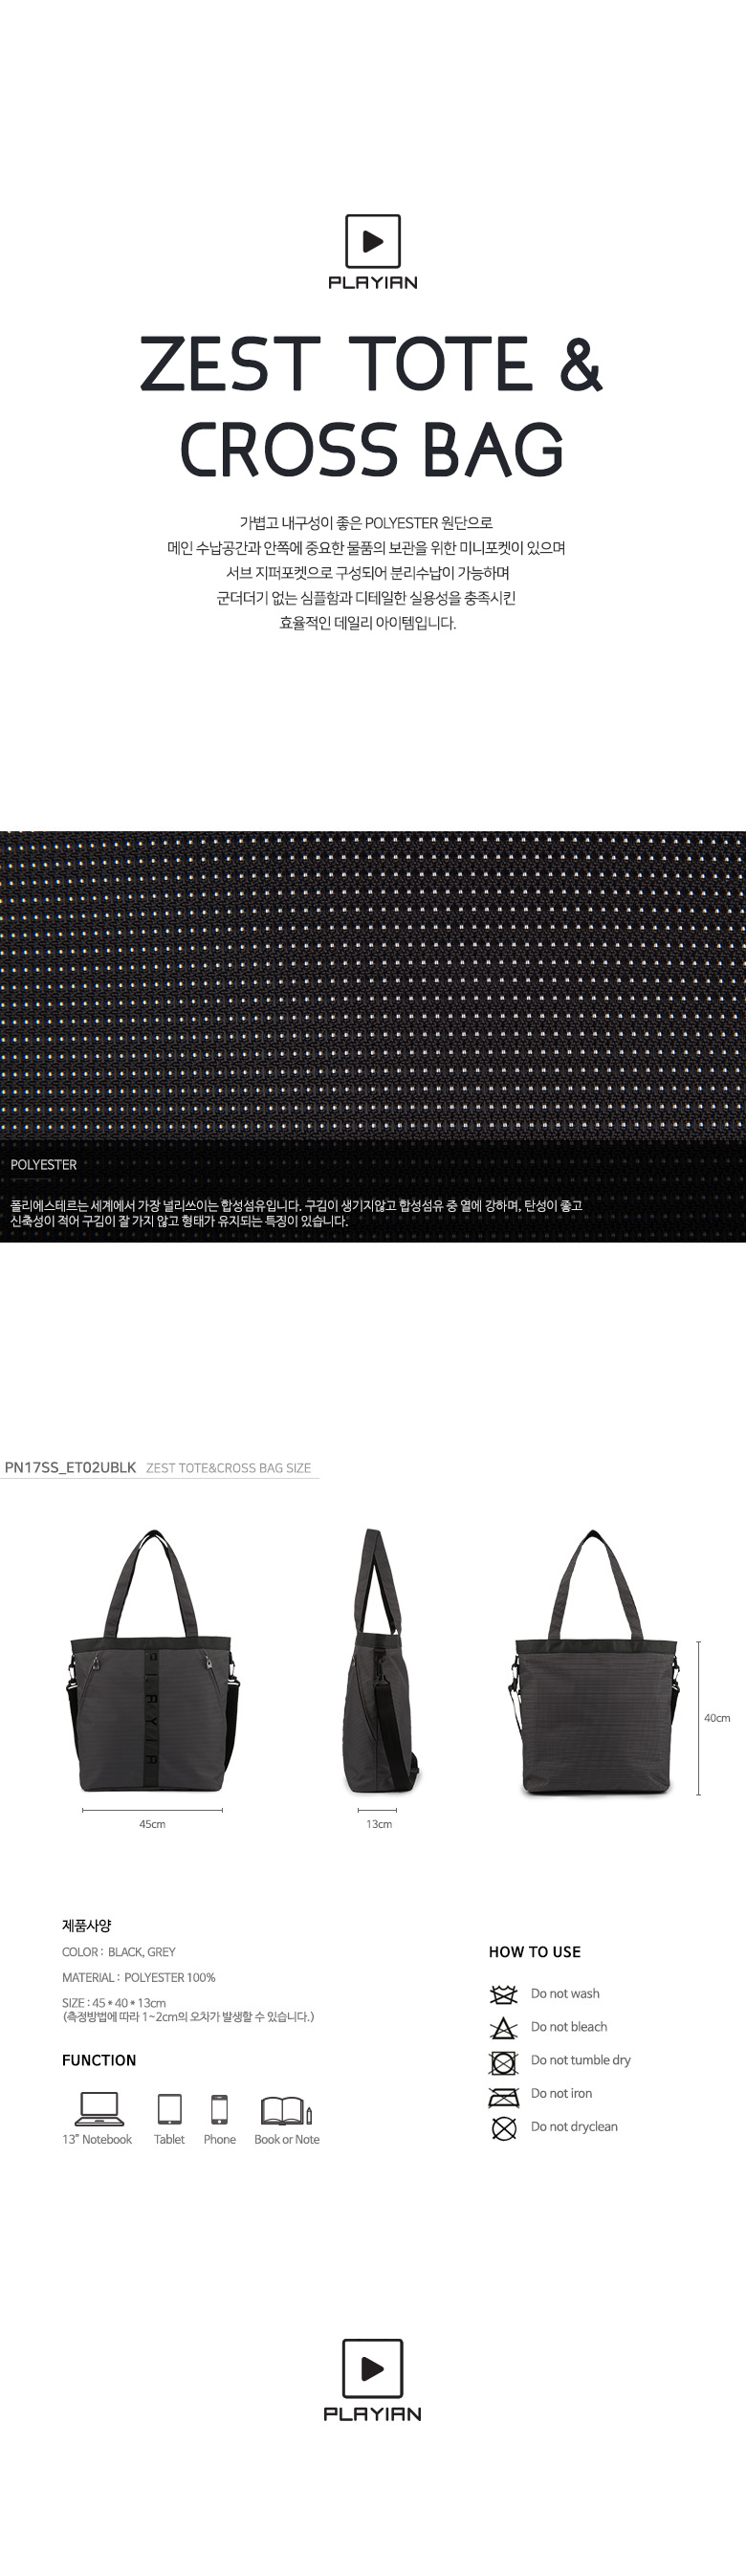 PLAYIAN
ZEST TOTE &
CROSS BAG
가볍고 내구성이 좋은 POLYESTER 원단으로
메인 수납공간과 안쪽에 중요한 물품의 보관을 위한 미니포켓이 있으며
서브 지퍼포켓으로 구성되어 분리수납이 가능하며
군더더기 없는 심플함과 디테일한 실용성을 충족시킨
효율적인 데일리 아이템입니다.
POLYESTER
폴리에스테르는 세계에서 가장 널리쓰이는 합성섬유입니다. 구김이 생기지않고 합성섬유 중 열에 강하며, 탄성이 좋고
신축성이 적어 구김이 잘 가지 않고 형태가 유지되는 특징이 있습니다.
PN17SS_ET02UBLK ZEST TOTE&CROSS BAG SIZE
40cm
45cm
13cm
제품사양
COLOR : BLACK, GREY
MATERIAL : POLYESTER 100%
SIZE : 45 * 40 * 13cm
(측정방법에 따라 1~2cm의 오차가 발생할 수 있습니다.)
FUNCTION
13" Notebook
Tablet
Phone
Book or Note
HOW TO USE
Do not wash
Do not bleach
Do not tumble dry
Do not iron
Do not dryclean
PLAYIAN